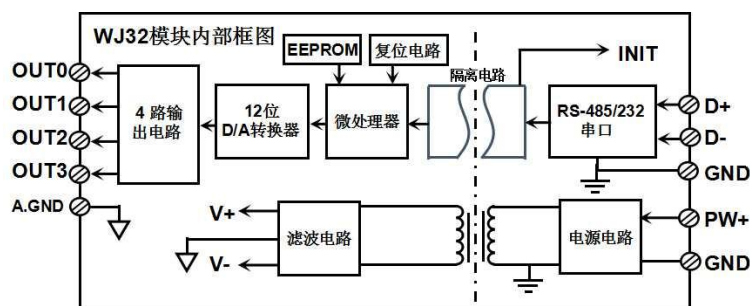 WJ32模块内部框图
EEPROM
复位电路
隔离电路
INIT
OUT0
OUT1
OUT2
OUT3
A.GND
4 路输
出电路
12位
D/A转换器
微处理器
RS-485/232
串口
D+
D-
GND
V+
V-
滤波电路
电源电路
PW+
GND